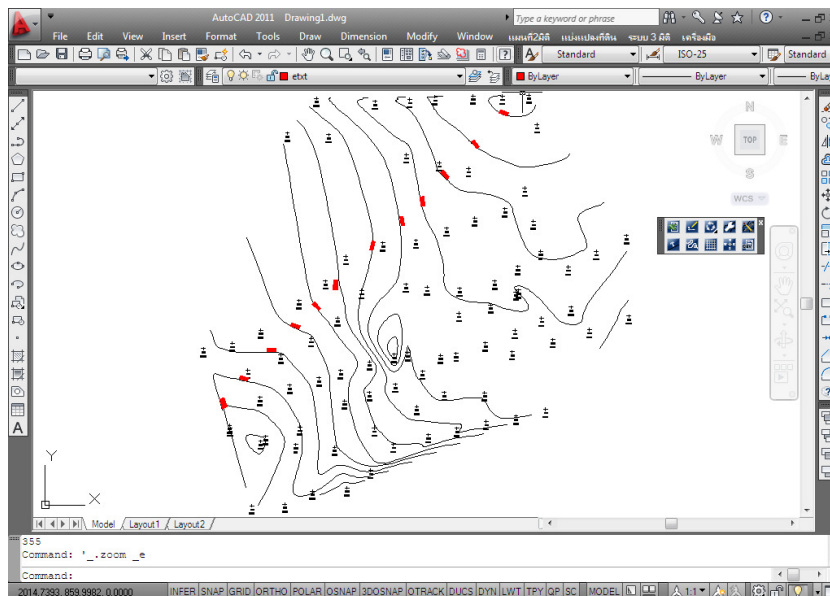 AutoCAD 2011 Drawing1.dwg
Type a keyword or phrase
File Edit View Insert Format Tools Draw Dimension Modify Window แผนที่2มิติ แบ่งแปลงที่ดิน ระบบ 3 มิติ เครื่องมือ
Standard ISO-25 Standard
etxt ByLayer ByLayer ByLa
N
W TOP E
S
WCS
A
Y
X
Model Layout1 Layout2
355
Command: '_.zoom _e
Command:
2014.7393, 859.9982, 0.0000 INFER SNAP GRID ORTHO POLAR OSNAP 3DOSNAP OTRACK DUCS DYN LWT TPY QP SC MODEL 1:1